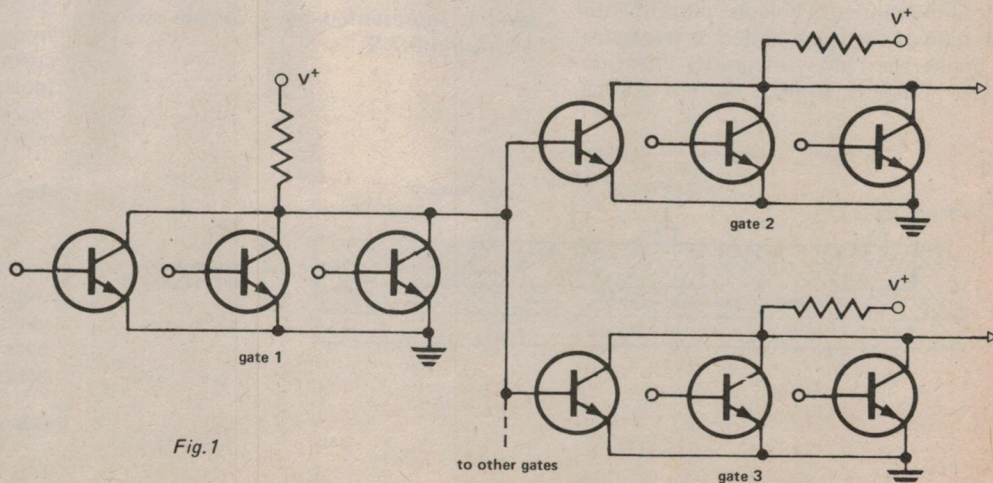 V+
V+
gate 1
gate 2
V+
Fig.1
to other gates
gate 3